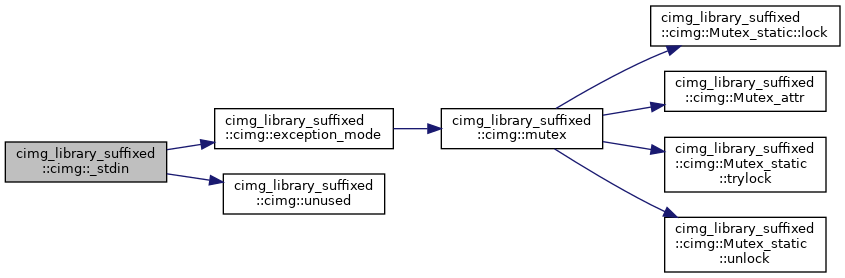 cimg_library_suffixed
::cimg::_stdin
cimg_library_suffixed
::cimg::exception_mode
cimg_library_suffixed
::cimg::unused
cimg_library_suffixed
::cimg::mutex
cimg_library_suffixed
::cimg::Mutex_static::lock
cimg_library_suffixed
::cimg::Mutex_attr
cimg_library_suffixed
::cimg::Mutex_static
::trylock
cimg_library_suffixed
::cimg::Mutex_static
::unlock